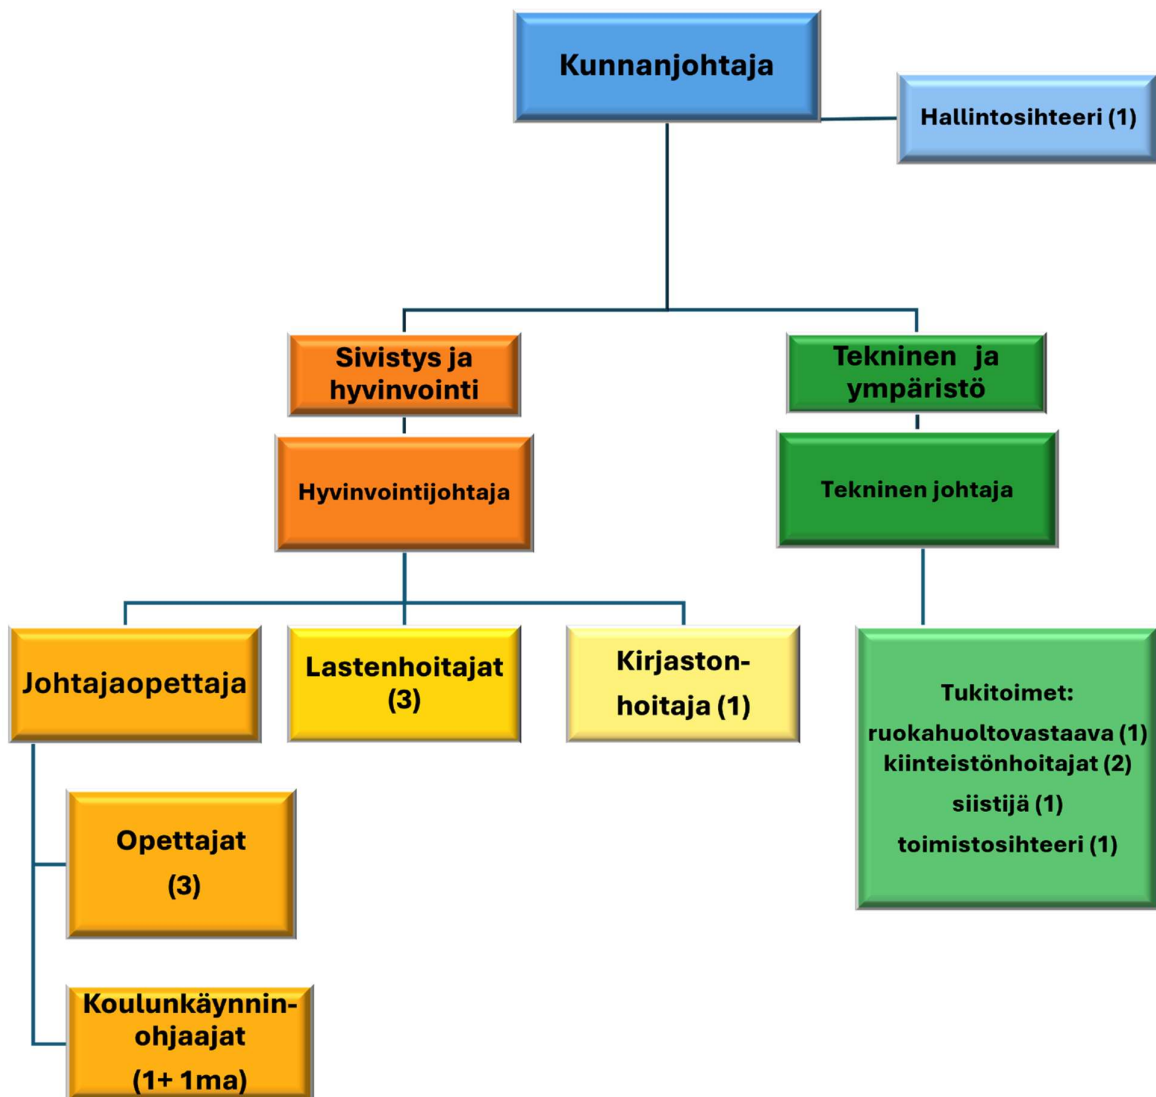 Kunnanjohtaja
Hallintosihteeri (1)
Sivistys ja
hyvinvointi
Tekninen ja
ympäristö
Hyvinvointijohtaja
Tekninen johtaja
Johtajaopettaja
Lastenhoitajat
(3)
Kirjaston-
hoitaja (1)
Tukitoimet:
ruokahuoltovastaava (1)
kiinteistönhoitajat (2)
siistijä (1)
toimistosihteeri (1)
Opettajat
(3)
Koulunkäynnin-
ohjaajat
(1+ 1ma)